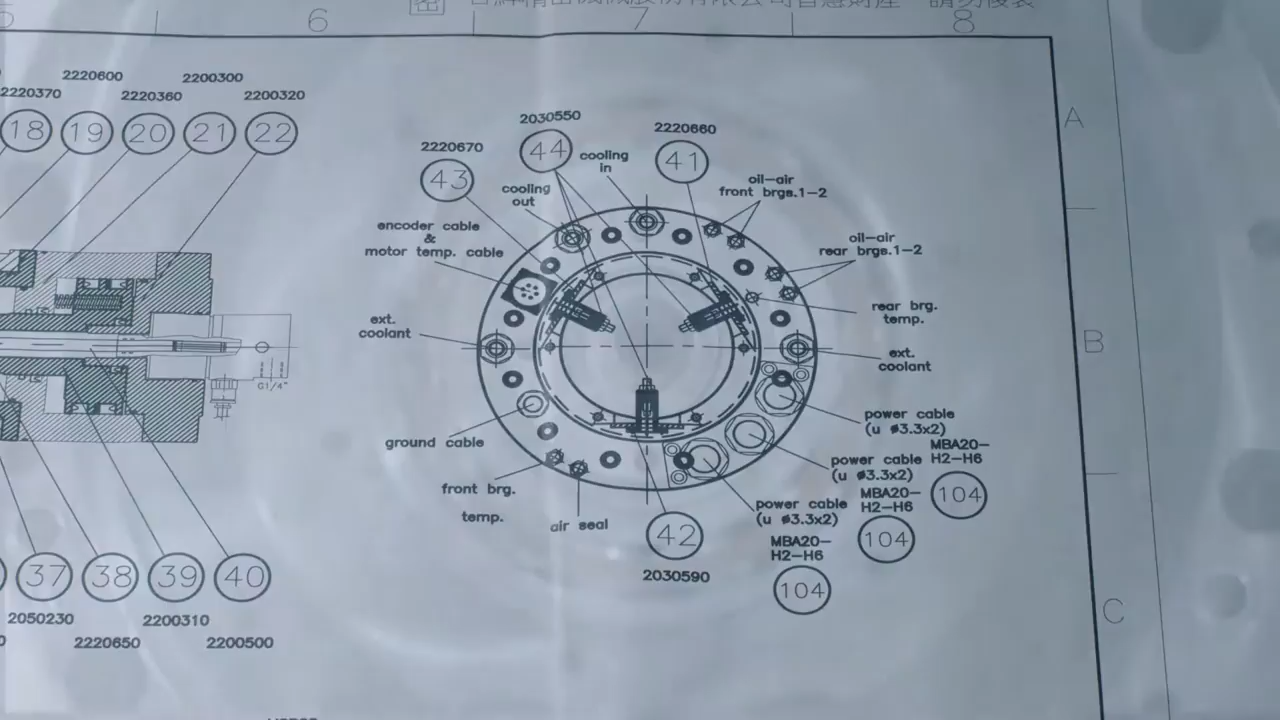 6
7
8
2220600
2200300
2220370
2220360
2200320
18
19
20
21
22
2030550
2220660
2220670
44
41
43
cooling
in
cooling
out
oil-air
front brgs.1-2
encoder cable
&
motor temp. cable
oil-air
rear brgs.1-2
rear brg.
temp.
ext.
coolant
ext.
coolant
G1/4"
power cable
(u ø3.3x2)
MBA20-
H2-H6
104
ground cable
power cable
(u ø3.3x2)
MBA20-
H2-H6
104
front brg.
temp.
air seal
power cable
(u ø3.3x2)
MBA20-
H2-H6
104
42
2030590
37
38
39
40
2050230
2200310
2220650
2200500
A
B
C